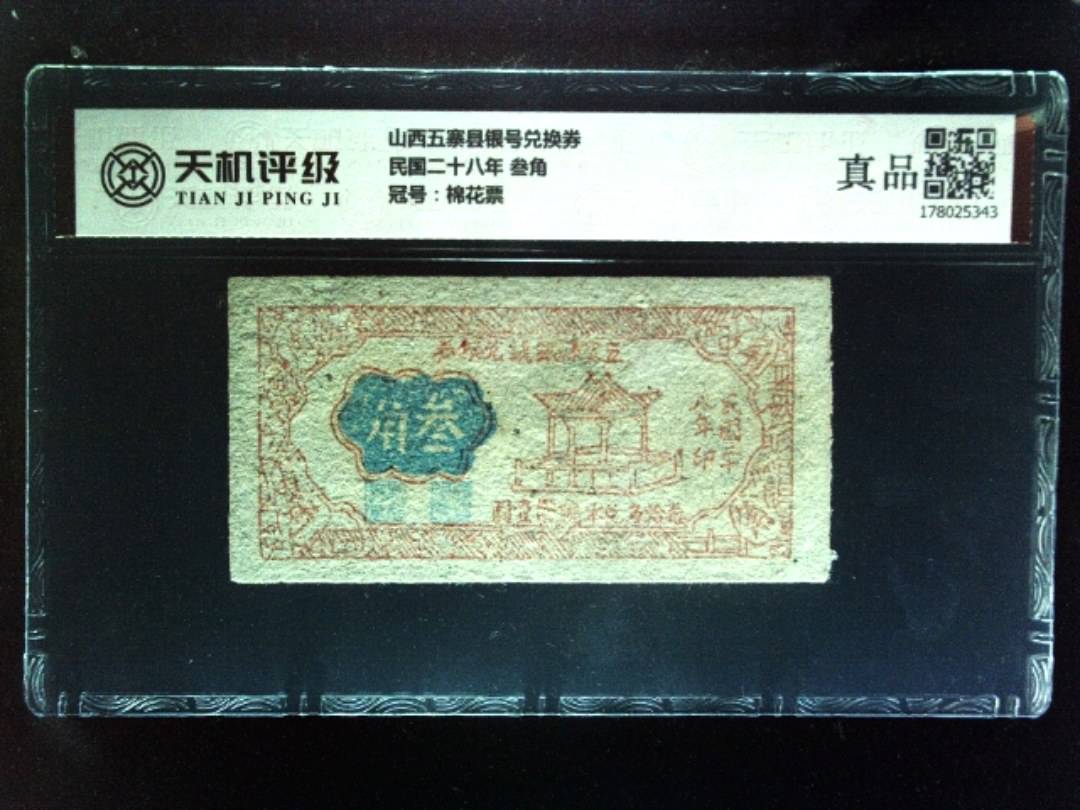 天机评级
TIAN JI PING JI
山西五寨县银号兑换券
民国二十八年 叁角
冠号:棉花票
真品
178025343
叁角
民国廿
八年印